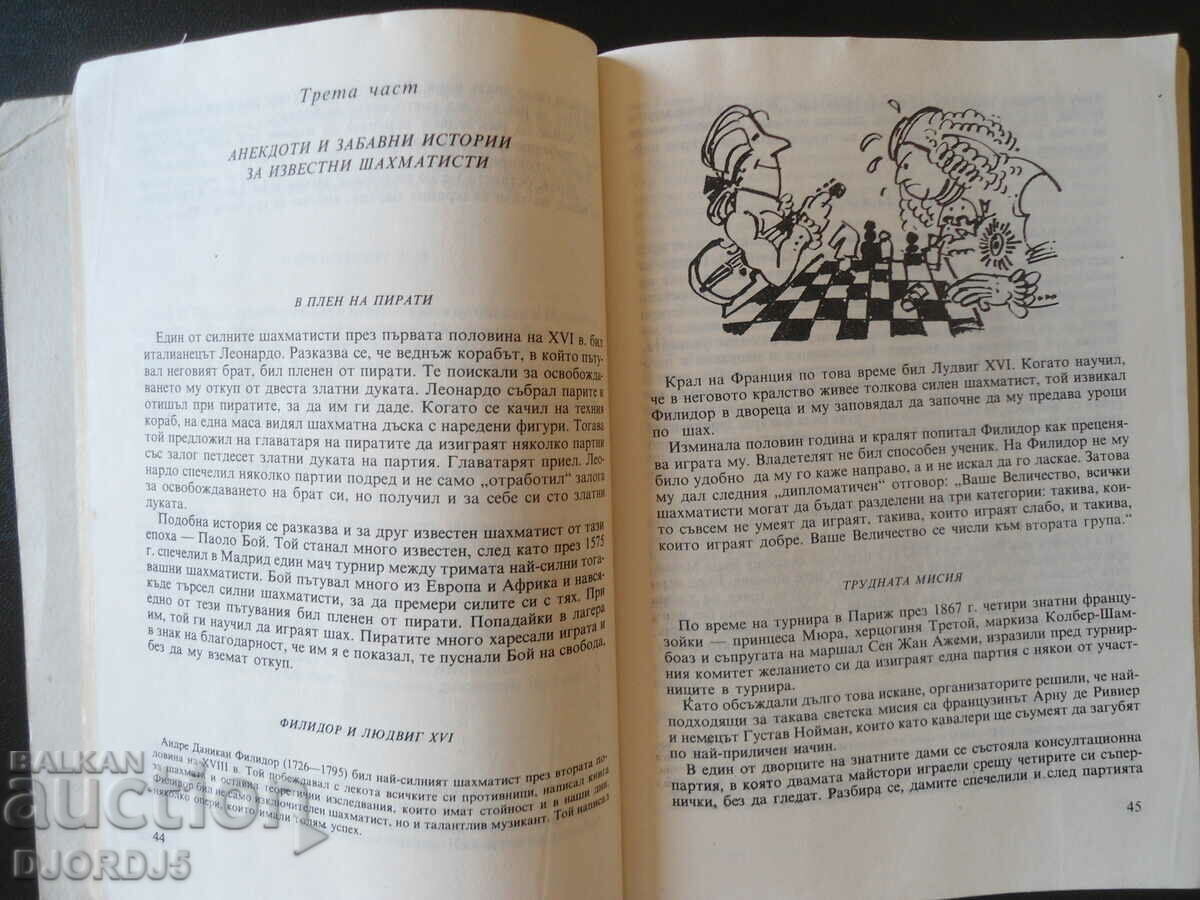 Трета част
АНЕКДОТИ И ЗАБАВНИ ИСТОРИИ
ЗА ИЗВЕСТНИ ШАХМАТИСТИ
В ПЛЕН НА ПИРАТИ
Един от силните шахматисти през първата половина на XVI в. бил
италианецът Леонардо. Разказва се, че веднъж корабът, в който пъту-
вал неговият брат, бил пленен от пирати. Те поискали за освобожда-
ването му откуп от двеста златни дуката. Леонардо събрал парите и
отишъл при пиратите, за да им ги даде. Когато се качил на техния
кораб, на една маса видял шахматна дъска с наредени фигури. Тогава
той предложил на главатаря на пиратите да изиграят няколко партии
със залог петдесет златни дуката на партия. Главатарят приел. Лео-
нардо спечелил няколко партии подред и не само „отработил“ залога
за освобождаването на брат си, но получил и за себе си сто златни
дуката.
Подобна история се разказва и за друг известен шахматист от тази
епоха — Паоло Бой. Той станал много известен, след като през 1575
г. спечелил в Мадрид един мач турнир между тримата най-силни тога-
вашни шахматисти. Бой пътувал много из Европа и Африка и нався-
къде търсел силни шахматисти, за да премери силите си с тях. При
едно от тези пътувания бил пленен от пирати. Попадайки в лагера
им, той ги научил да играят шах. Пиратите много харесали играта и
в знак на благодарност, че им я е показал, те пуснали Бой на свобода,
без да му вземат откуп.
ФИЛИДОР И ЛЮДВИГ XVI
Андре Даникан Филидор (1726—1795) бил най-силният шахматист през втората по-
ловина на XVIII в. Той побеждавал с лекота всичките си противници, написал книга
за шахмат и оставил теоретични изследвания, които имат стойност и в наши дни.
Филидор бил не само изключителен шахматист, но и талантлив музикант. Той написал
няколко опери, които имали голям успех.
44
Крал на Франция по това време бил Лудвиг XVI. Когато научил,
че в неговото кралство живее толкова силен шахматист, той извикал
Филидор в двореца и му заповядал да започне да му предава уроци
по шах.
Изминала половин година и кралят попитал Филидор как преценя-
ва играта му. Владетелят не бил способен ученик. На Филидор не му
било удобно да му го каже направо, а и не искал да го ласкае. Затова
му дал следния „дипломатичен“ отговор: „Ваше Величество, всички
шахматисти могат да бъдат разделени на три категории: такива, кои-
то съвсем не умеят да играят, такива, които играят слабо, и такива,
които играят добре. Ваше Величество се числи към втората група.“
ТРУДНАТА МИСИЯ
По време на турнира в Париж през 1867 г. четири знатни францу-
зойки — принцеса Мюра, херцогиня Третой, маркиза Колбер-Шам-
боаз и съпругата на маршал Сен Жан Ажеми, изразили пред турнир-
ния комитет желанието си да изиграят една партия с някои от участ-
ниците в турнира.
Като обсъждали дълго това искане, организаторите решили, че най-
подходящи за такава светска мисия са французинът Арну де Ривиер
и немецът Густав Нойман, които като кавалери ще съумеят да загубят
по най-приличен начин.
В един от дворците на знатните дами се състояла консултационна
партия, в която двамата майстори играели срещу четирите си съпер-
нички, без да гледат. Разбира се, дамите спечелили и след партията
45
BALKAN
auction
DJORDJ5